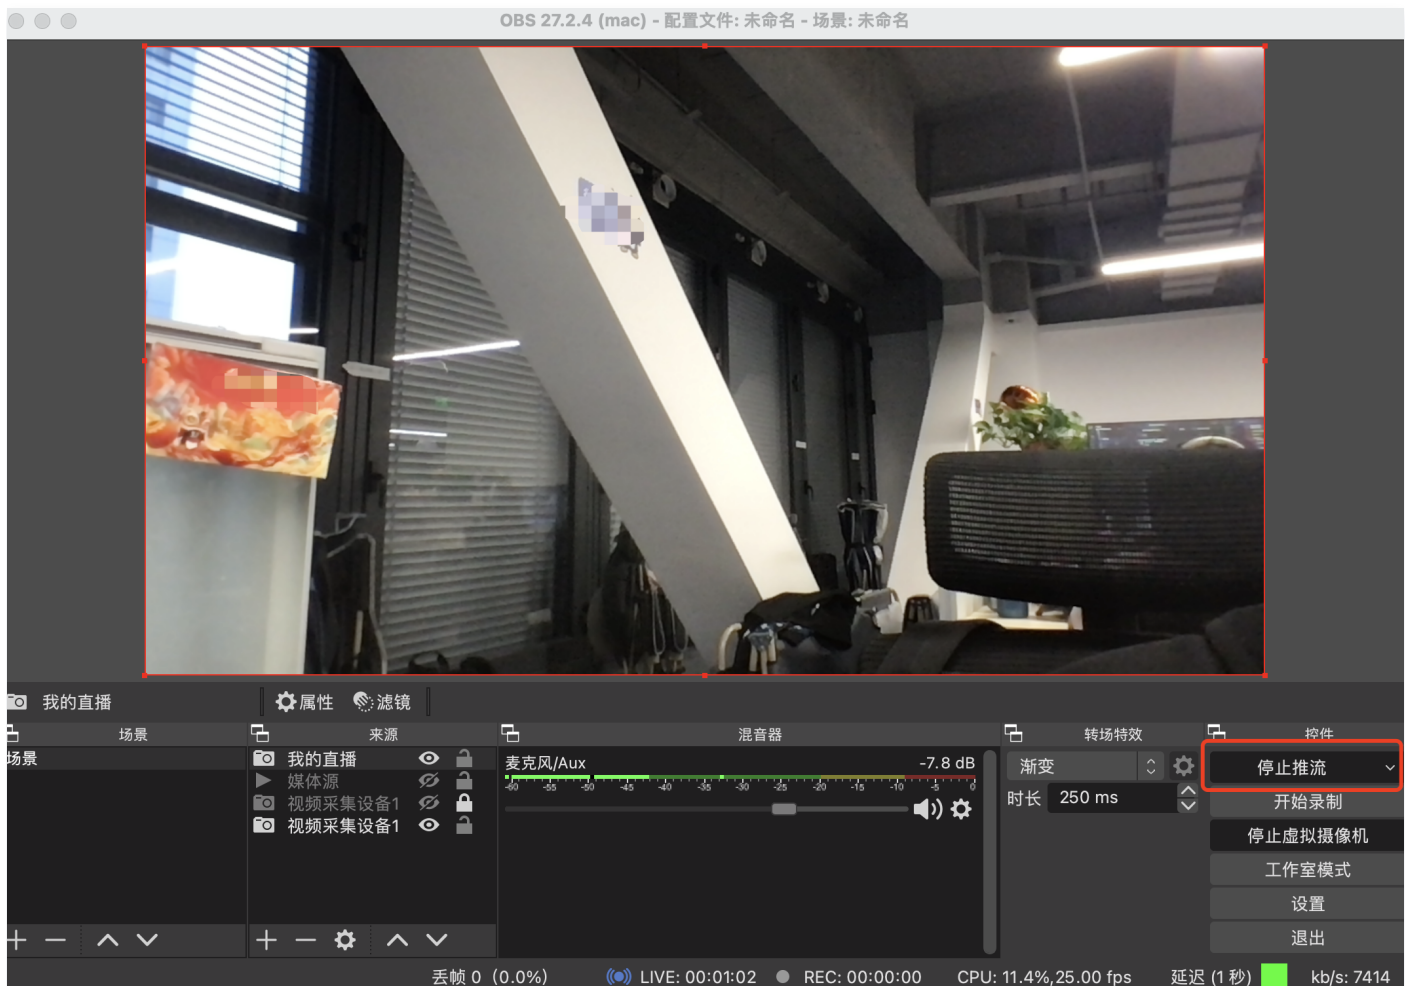 OBS 27.2.4 (mac) - 配置文件: 未命名 - 场景: 未命名
我的直播
属性
滤镜
场景
来源
混音器
转场特效
控件
场景
我的直播
媒体源
视频采集设备1
视频采集设备1
麦克风/Aux
-7.8 dB
-60 -55 -50 -45 -40 -35 -30 -25 -20 -15 -10 -5 0
渐变
时长 250 ms
停止推流
开始录制
停止虚拟摄像机
工作室模式
设置
退出
丢帧 0 (0.0%)
LIVE: 00:01:02
REC: 00:00:00
CPU: 11.4%,25.00 fps
延迟 (1 秒)
kb/s: 7414